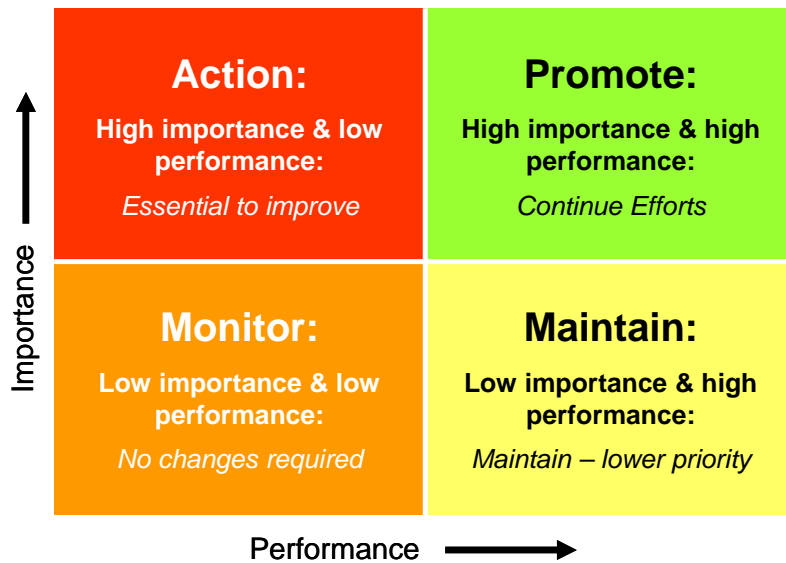 Action:
High importance & low
performance:
Essential to improve
Promote:
High importance & high
performance:
Continue Efforts
Monitor:
Low importance & low
performance:
No changes required
Maintain:
Low importance & high
performance:
Maintain – lower priority
Importance
Performance